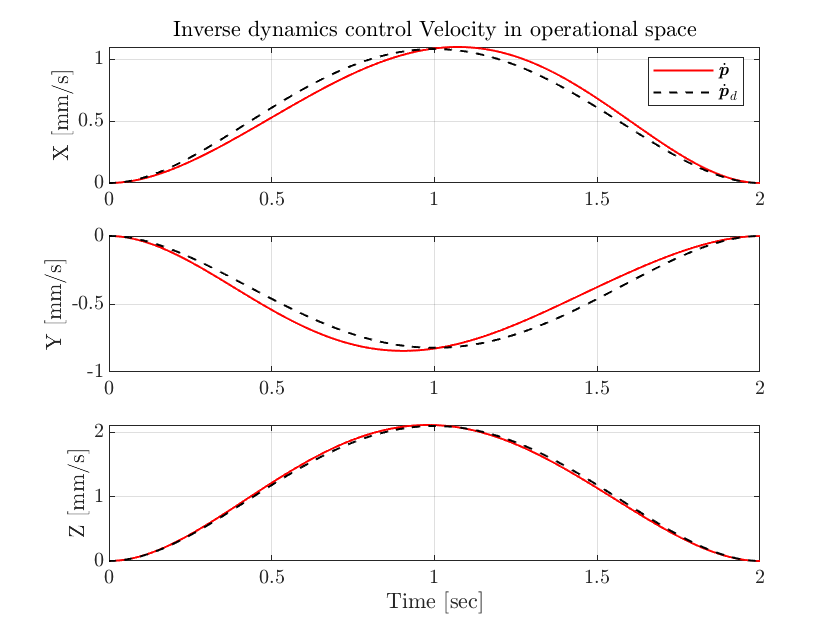 Inverse dynamics control Velocity in operational space
1
0.5
0
X [mm/s]
ṗ
ṗ_d
0 0.5 1 1.5 2
0
-0.5
-1
Y [mm/s]
0 0.5 1 1.5 2
2
1
0
Z [mm/s]
0 0.5 1 1.5 2
Time [sec]